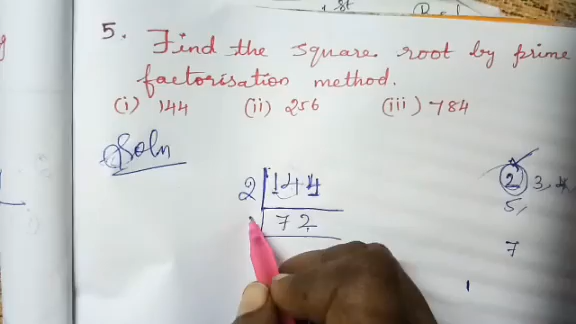 5. Find the square root by prime
factorisation method.
(i) 144 (ii) 256 (iii) 784
Soln
2 144
72
2 3, 4
5,
7